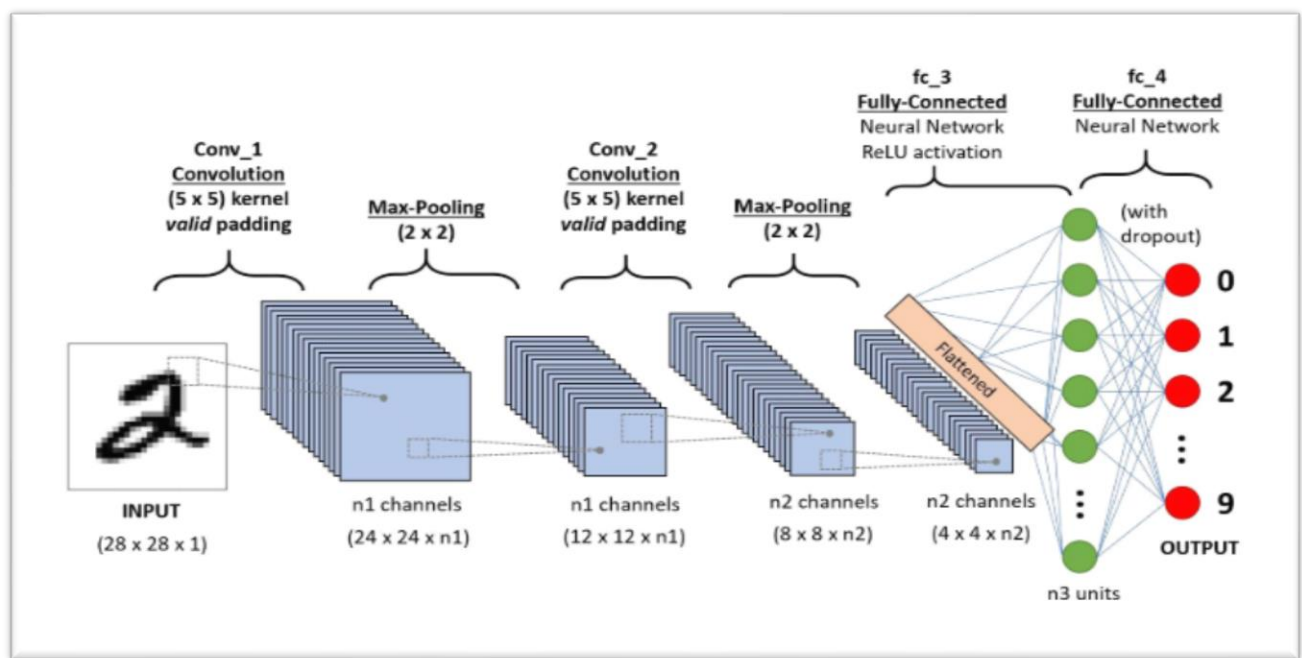 fc_3
Fully-Connected
Neural Network
ReLU activation
fc_4
Fully-Connected
Neural Network
Conv_1
Convolution
(5 x 5) kernel
valid padding
Max-Pooling
(2 x 2)
Conv_2
Convolution
(5 x 5) kernel
valid padding
Max-Pooling
(2 x 2)
(with
dropout)
Flattened
0
1
2
9
INPUT
(28 x 28 x 1)
n1 channels
(24 x 24 x n1)
n1 channels
(12 x 12 x n1)
n2 channels
(8 x 8 x n2)
n2 channels
(4 x 4 x n2)
n3 units
OUTPUT